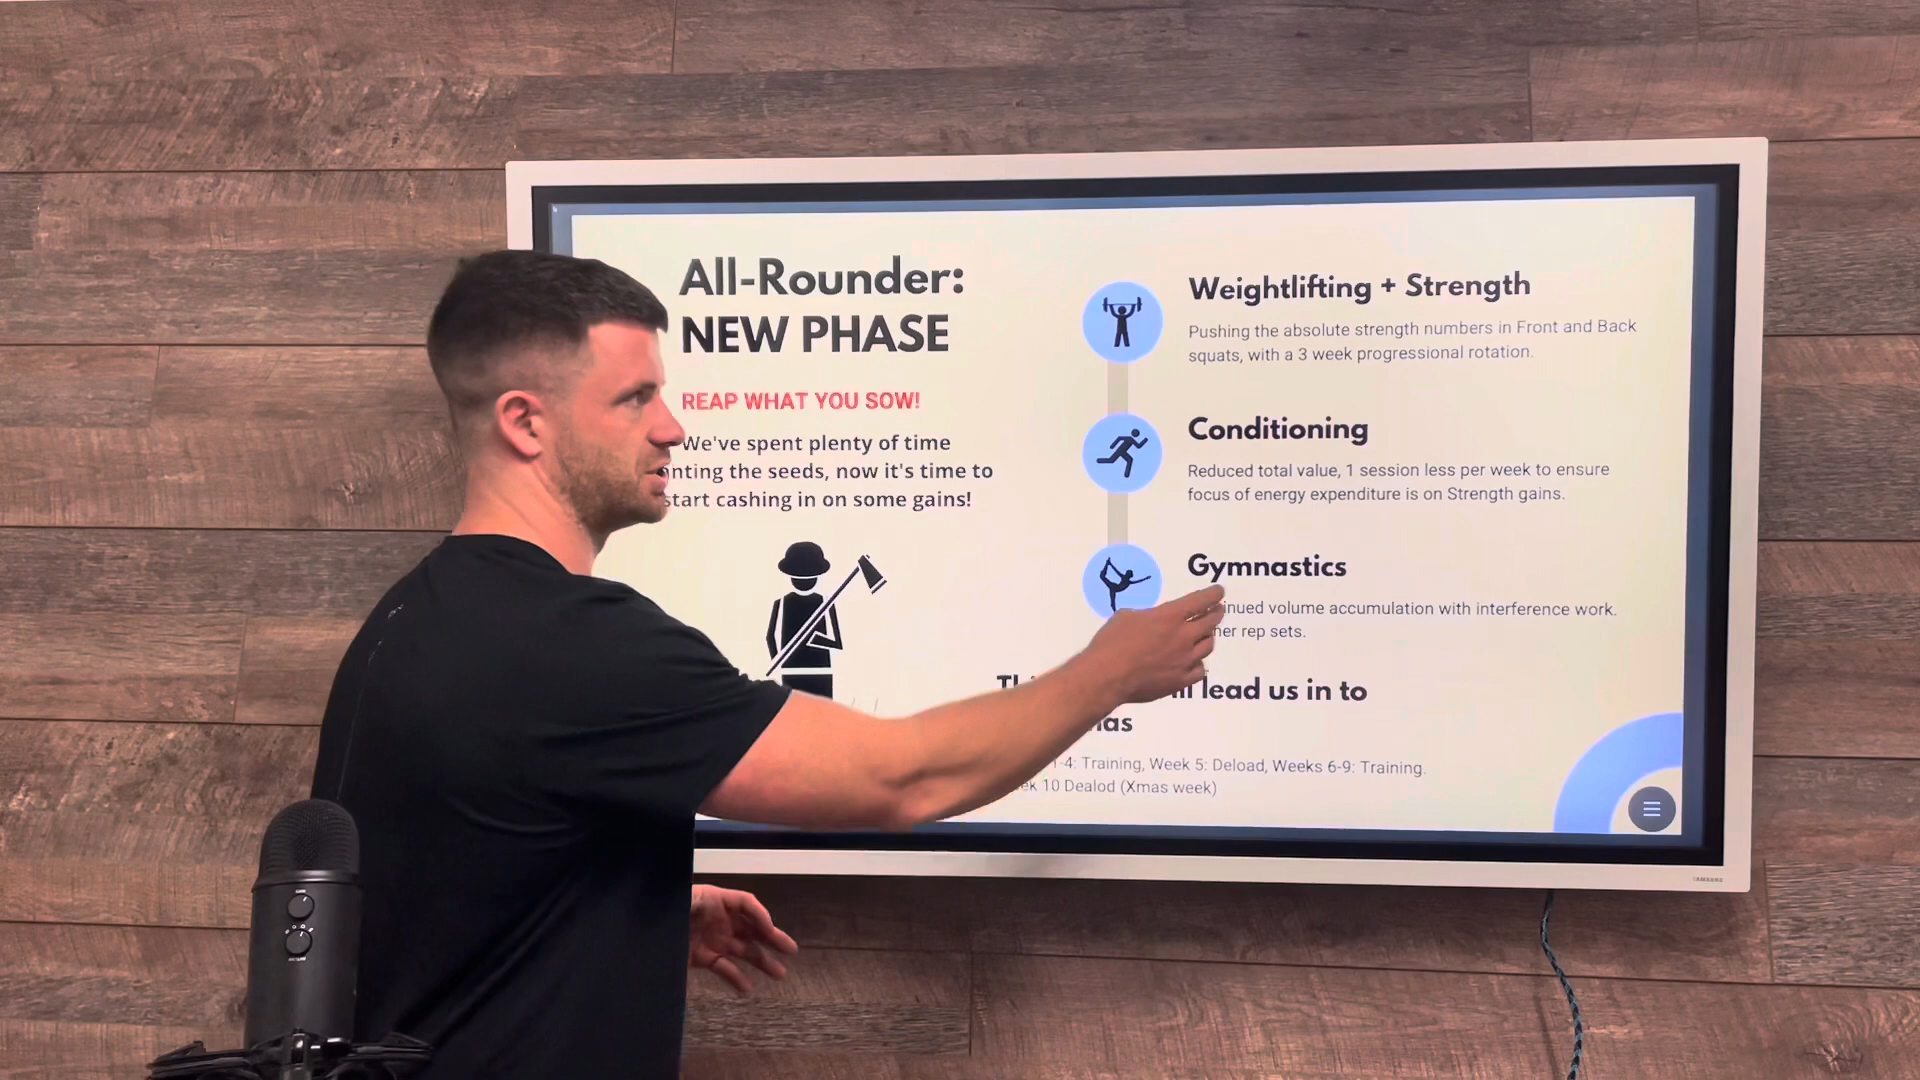 All-Rounder:
NEW PHASE
REAP WHAT YOU SOW!
We've spent plenty of time
the seeds, now it's time to
start cashing in on some gains!
Weightlifting + Strength
Pushing the absolute strength numbers in Front and Back
squats, with a 3 week progressional rotation.
Conditioning
Reduced total value, 1 session less per week to ensure
focus of energy expenditure is on Strength gains.
Gymnastics
volume accumulation with interference work.
rep sets.
lead us in to
1-4: Training, Week 5: Deload, Weeks 6-9: Training.
10 Dealod (Xmas week)
SAMSUNG